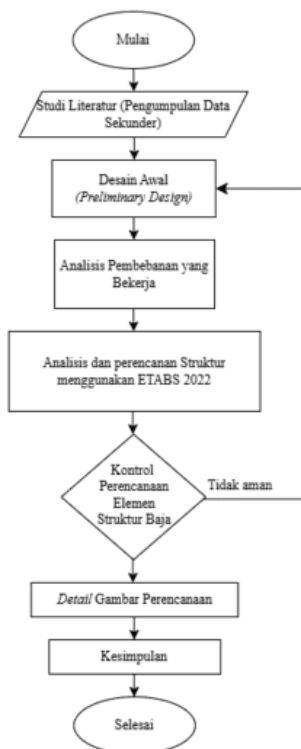 Mulai
Studi Literatur (Pengumpulan Data
Sekunder)
Desain Awal
(Preliminary Design)
Analisis Pembebanan yang
Bekerja
Analisis dan perencanan Struktur
menggunakan ETABS 2022
Kontrol
Perencanaan
Elemen
Struktur Baja
Tidak aman
Detail Gambar Perencanaan
Kesimpulan
Selesai